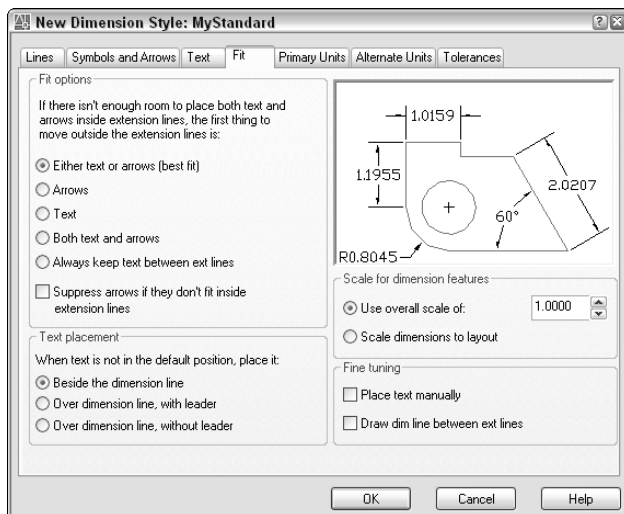 New Dimension Style: MyStandard
Lines
Symbols and Arrows
Text
Fit
Primary Units
Alternate Units
Tolerances
Fit options
If there isn't enough room to place both text and
arrows inside extension lines, the first thing to
move outside the extension lines is:
Either text or arrows (best fit)
Arrows
Text
Both text and arrows
Always keep text between ext lines
Suppress arrows if they don't fit inside
extension lines
Text placement
When text is not in the default position, place it:
Beside the dimension line
Over dimension line, with leader
Over dimension line, without leader
1.0159
1.1955
2.0207
60°
R0.8045
Scale for dimension features
Use overall scale of:
1.0000
Scale dimensions to layout
Fine tuning
Place text manually
Draw dim line between ext lines
OK
Cancel
Help